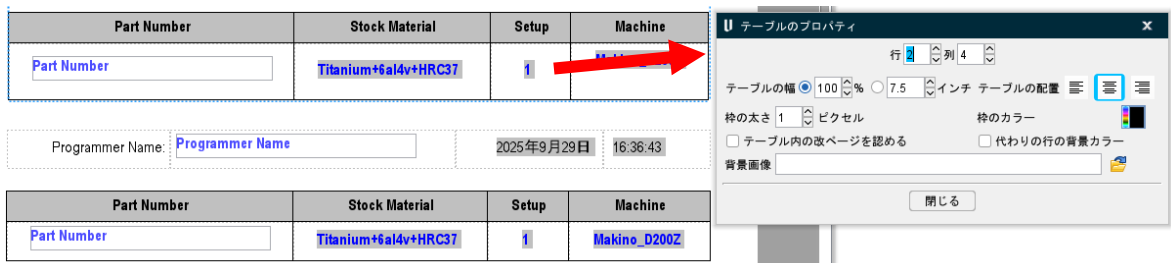 Part Number Stock Material Setup Machine
Part Number Titanium+6al4v+HRC37 1
Programmer Name: Programmer Name 2025年9月29日 16:36:43
Part Number Stock Material Setup Machine
Part Number Titanium+6al4v+HRC37 1 Makino_D200Z
テーブルのプロパティ x
行 2 列 4
テーブルの幅 100 % 7.5 インチ テーブルの配置
枠の太さ 1 ピクセル 枠のカラー
テーブル内の改ページを認める 代わりの行の背景カラー
背景画像
閉じる